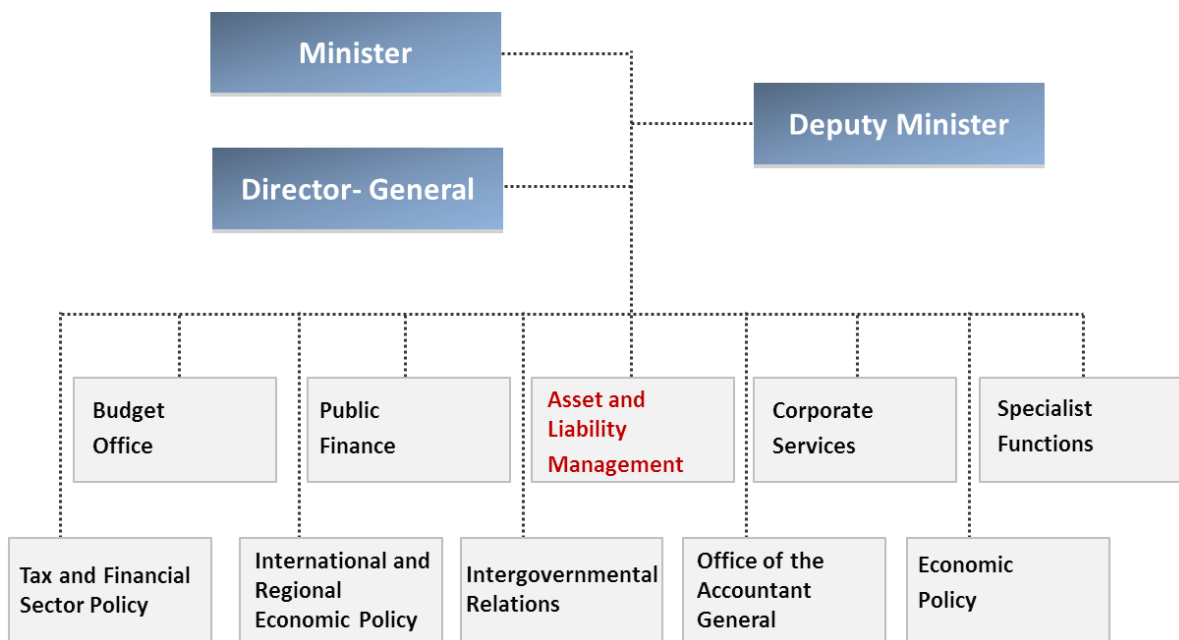 Minister
Deputy Minister
Director- General
Budget
Office
Public
Finance
Asset and
Liability
Management
Corporate
Services
Specialist
Functions
Tax and Financial
Sector Policy
International and
Regional
Economic Policy
Intergovernmental
Relations
Office of the
Accountant
General
Economic
Policy